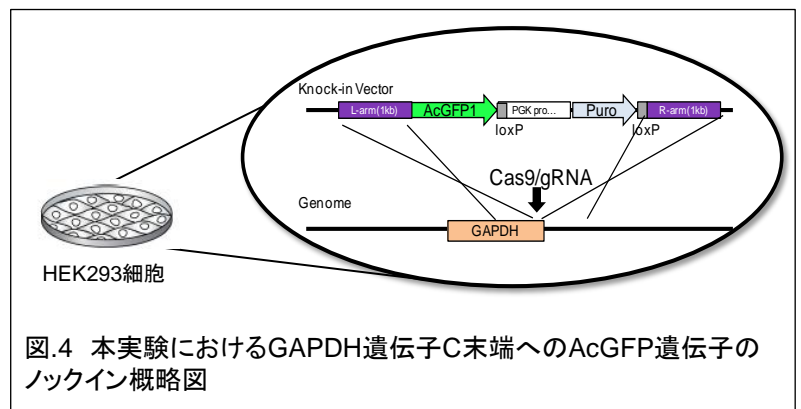 Knock-in Vector
L-arm(1kb) AcGFP1 PGK pro... Puro R-arm(1kb)
loxP loxP
Cas9/gRNA
Genome
GAPDH
HEK293細胞
図.4 本実験におけるGAPDH遺伝子C末端へのAcGFP遺伝子の
ノックイン概略図